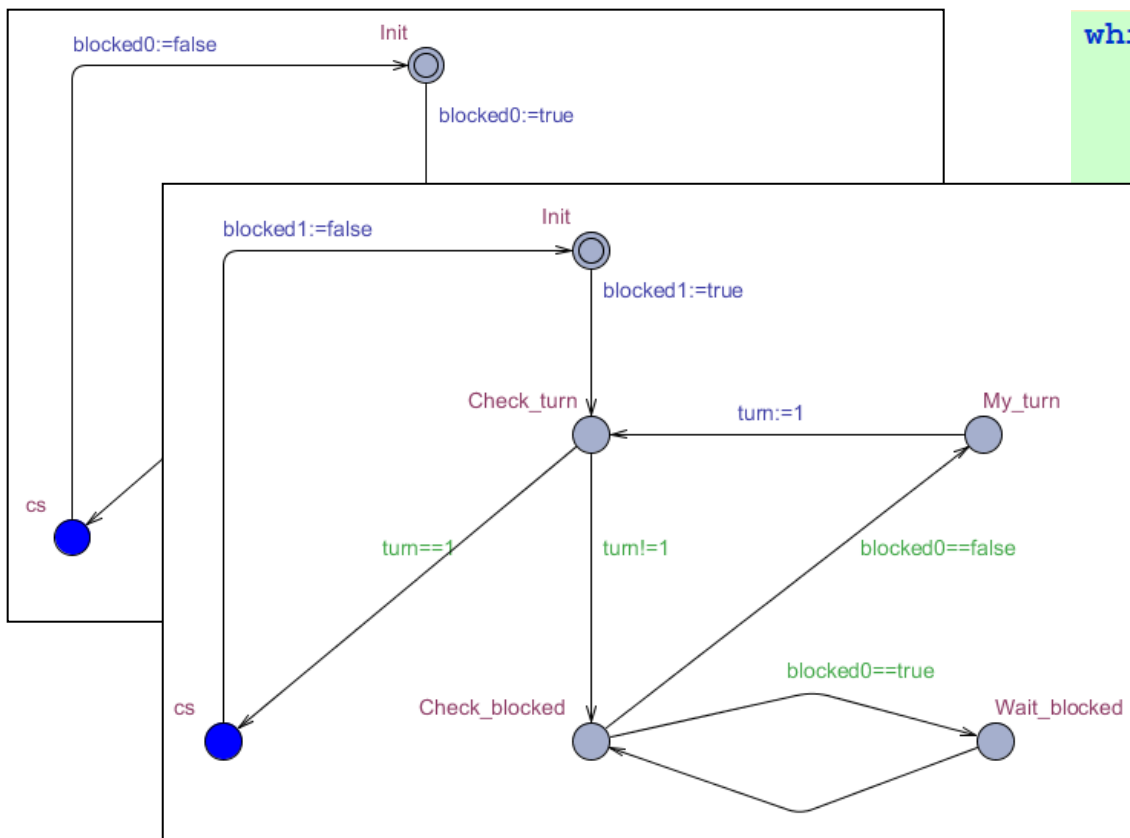 Init
blocked0:=false
blocked0:=true
cs
Init
blocked1:=false
blocked1:=true
Check_turn
My_turn
turn:=1
turn==1
turn!=1
blocked0==false
blocked0==true
cs
Check_blocked
Wait_blocked